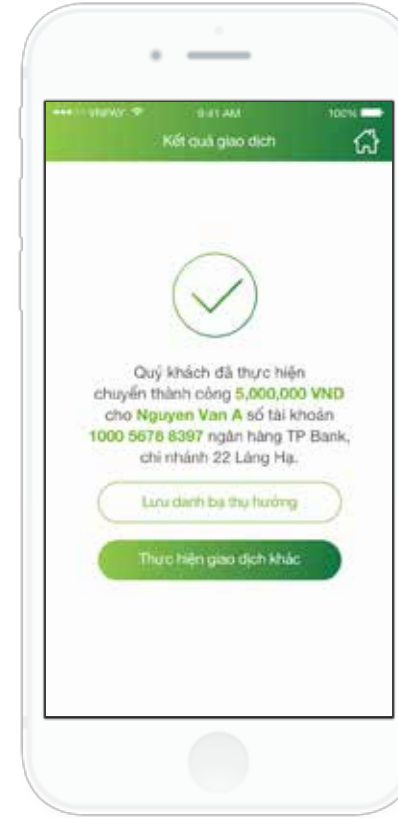 9:41 AM 100%
Kết quả giao dịch
Quý khách đã thực hiện
chuyển thành công 5,000,000 VND
cho Nguyen Van A số tài khoản
1000 5676 8397 ngân hàng TP Bank,
chi nhánh 22 Láng Hạ.
Lưu danh bạ thụ hưởng
Thực hiện giao dịch khác